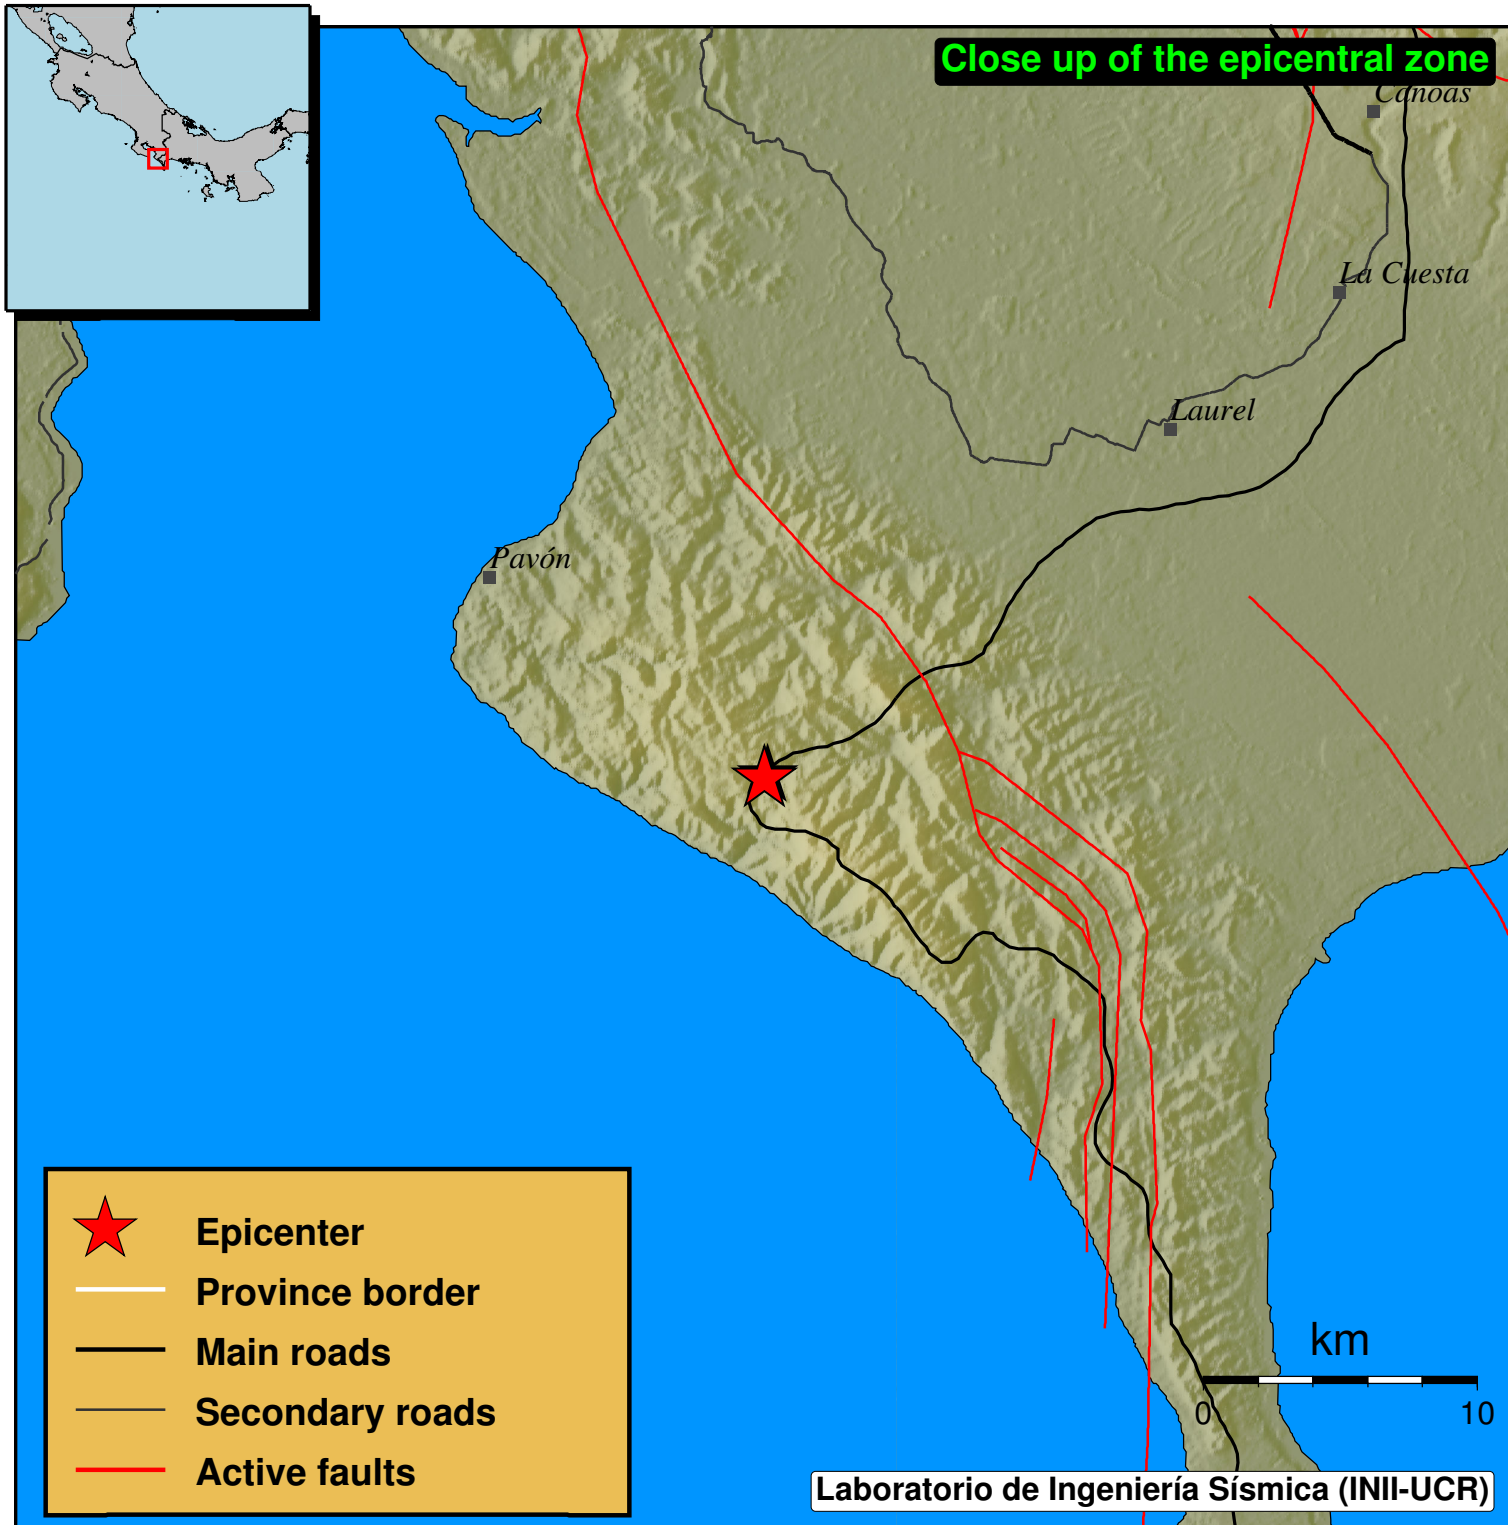 Close up of the epicentral zone
Canoas
La Cuesta
Laurel
Pavón
Epicenter
Province border
Main roads
Secondary roads
Active faults
km
0 10
Laboratorio de Ingeniería Sísmica (INII-UCR)